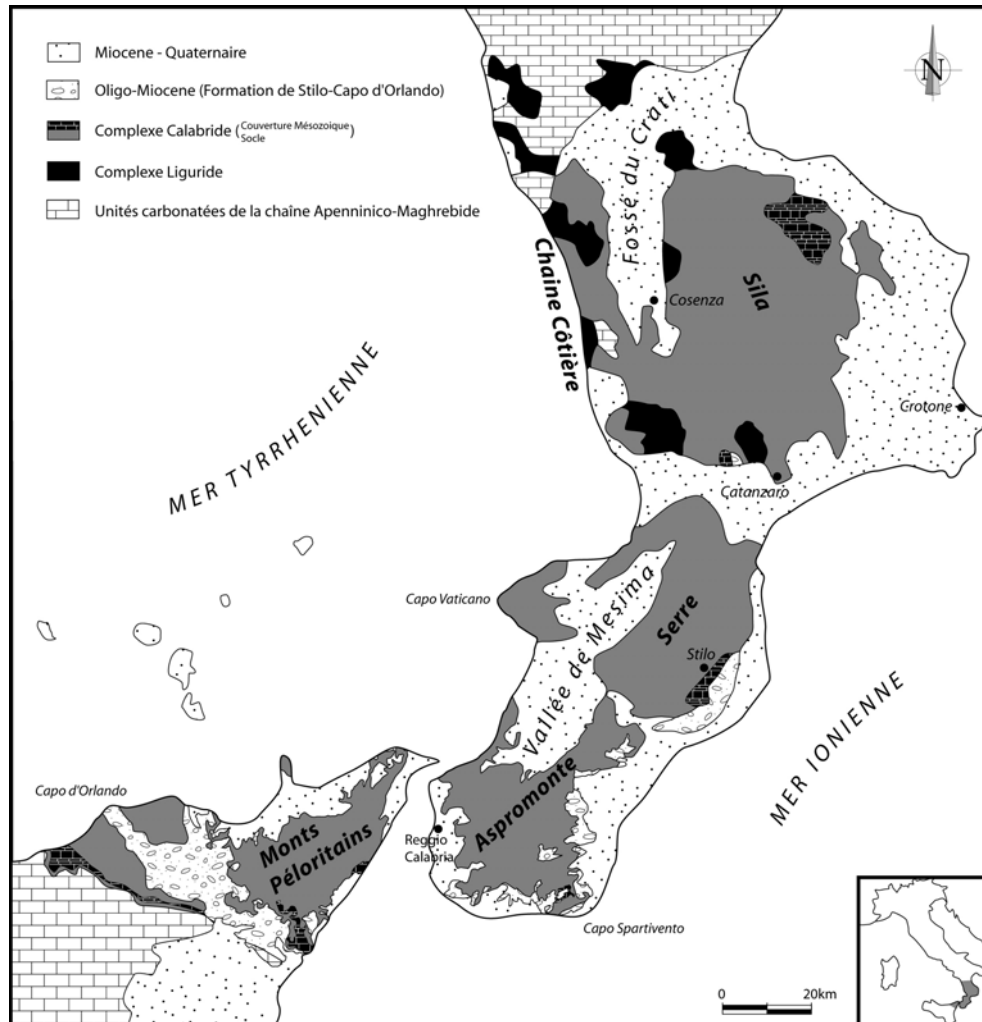 Miocene - Quaternaire
Oligo-Miocene (Formation de Stilo-Capo d'Orlando)
Complexe Calabride (Couverture Mésozoique
Socle)
Complexe Liguride
Unités carbonatées de la chaîne Apenninico-Maghrebide
N
Fosse du Crati
Sila
Cosenza
Chaine Côtière
Crotone
MER TYRRHENIENNE
Catanzaro
Capo Vaticano
Vallée de Mesima
Serre
Stilo
MER IONIENNE
Capo d'Orlando
Monts
Péloritains
Aspromonte
Reggio
Calabria
Capo Spartivento
0 20km